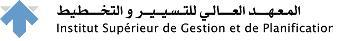 المعهد العالي للتسيير و التخطيط
Institut Supérieur de Gestion et de Planification